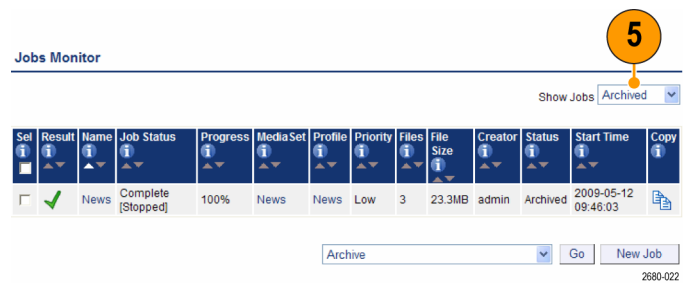 5
Jobs Monitor
Show Jobs Archived
Sel Result Name Job Status Progress MediaSet Profile Priority Files File Size Creator Status Start Time Copy
News Complete [Stopped] 100% News News Low 3 23.3MB admin Archived 2009-05-12 09:46:03
Archive Go New Job
2680-022